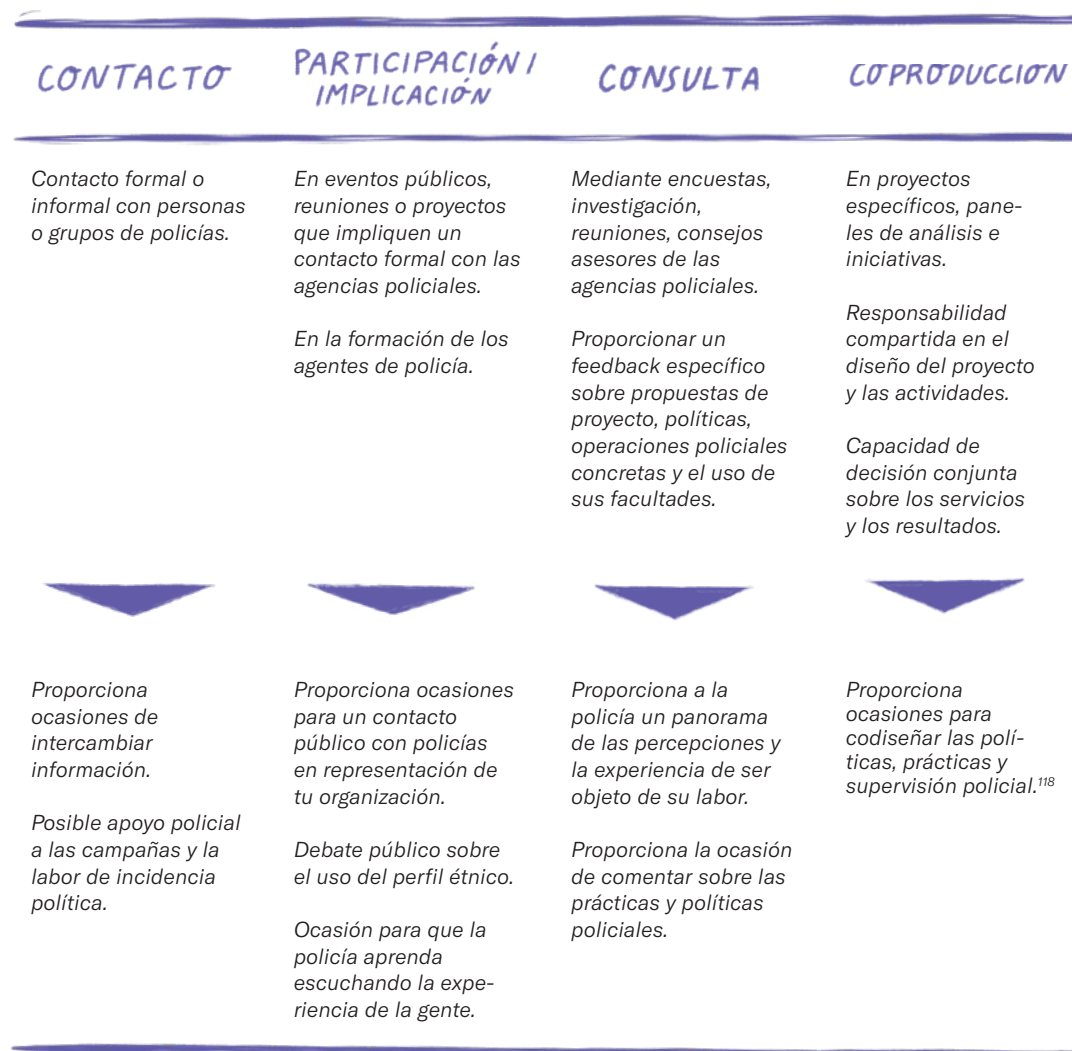 CONTACTO
PARTICIPACIÓN /
IMPLICACIÓN
CONSULTA
COPRODUCCION
Contacto formal o
informal con personas
o grupos de policías.
En eventos públicos,
reuniones o proyectos
que impliquen un
contacto formal con las
agencias policiales.
En la formación de los
agentes de policía.
Mediante encuestas,
investigación,
reuniones, consejos
asesores de las
agencias policiales.
Proporcionar un
feedback específico
sobre propuestas de
proyecto, políticas,
operaciones policiales
concretas y el uso de
sus facultades.
En proyectos
específicos, pane-
les de análisis e
iniciativas.
Responsabilidad
compartida en el
diseño del proyecto
y las actividades.
Capacidad de
decisión conjunta
sobre los servicios
y los resultados.
Proporciona
ocasiones de
intercambiar
información.
Posible apoyo policial
a las campañas y la
labor de incidencia
política.
Proporciona ocasiones
para un contacto
público con policías
en representación de
tu organización.
Debate público sobre
el uso del perfil étnico.
Ocasión para que la
policía aprenda
escuchando la expe-
riencia de la gente.
Proporciona a la
policía un panorama
de las percepciones y
la experiencia de ser
objeto de su labor.
Proporciona la ocasión
de comentar sobre las
prácticas y políticas
policiales.
Proporciona
ocasiones para
codiseñar las polí-
ticas, prácticas y
supervisión policial.118